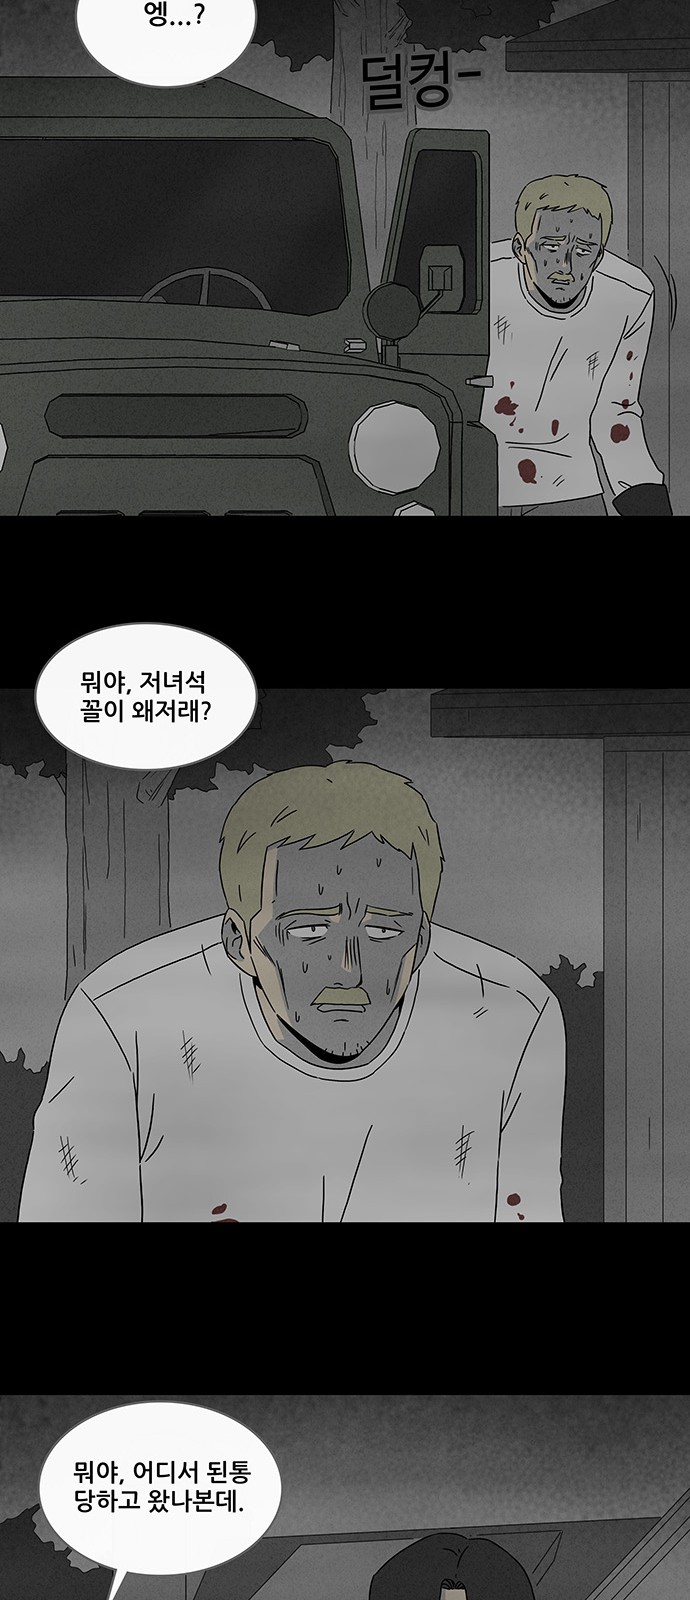 엥...?
덜컹-
뭐야, 저녀석
꼴이 왜저래?
뭐야, 어디서 된통
당하고 왔나본데.